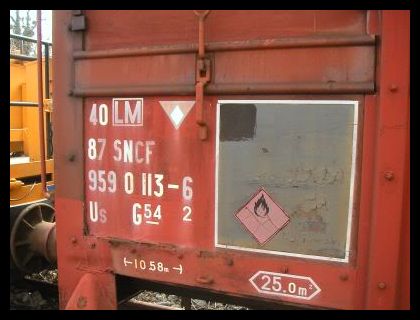 40 LM
87 SNCF
959 0 113-6
Us G54 2
10.58m
25.0m²